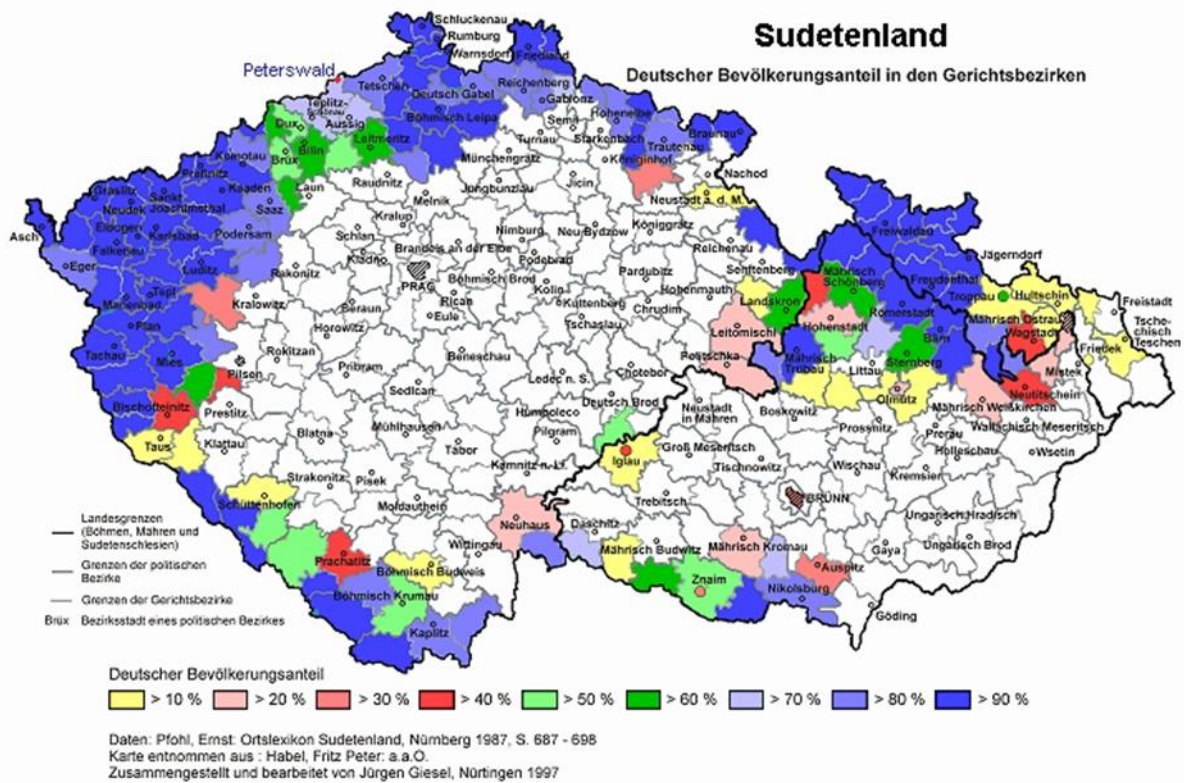 Sudetenland
Deutscher Bevölkerungsanteil in den Gerichtsbezirken
Schluckenau
Rumburg
Warnsdorf
Friedland
Peterswald
Tetschen
Reichenberg
Deutsch Gabel
Gablonz
Teplitz-
Schönau
Aussig
Böhmisch Leipa
Hohenelbe
Braunau
Dux
Semil
Starkenbach
Trautenau
Bilin
Leitmeritz
Turnau
Brüx
Münchengrätz
Königinhof
Komotau
Nachod
Preßnitz
Raudnitz
Jicin
Graslitz
Kaaden
Laun
Jungbunzlau
Neustadt a. d. M.
Sankt
Joachimsthal
Neudek
Saaz
Melnik
Elbogen
Kralup
Asch
Karlsbad
Podersam
Schlan
Nimburg
Neu Bydzow
Königgrätz
Falkenau
Brandeis an der Elbe
Reichenau
Freiwaldau
Eger
Luditz
Kladno
Podebrad
Jägerndorf
Rakonitz
PRAG
Böhmisch Brod
Pardubitz
Senftenberg
Mährisch
Schönberg
Freudenthal
Tepl
Kolin
Troppau
Hultschin
Marienbad
Kralowitz
Rican
Kuttenberg
Hohenmauth
Landskron
Freistadt
Beraun
Eule
Chrudim
Römerstadt
Mährisch Ostrau
Plan
Horowitz
Tschaslau
Leitomischl
Hohenstadt
Wagstadt
Tsche-
chisch
Teschen
Tachau
Mies
Rokitzan
Beneschau
Politschka
Bärn
Friedek
Pilsen
Pribram
Chotebor
Mährisch
Trübau
Littau
Sternberg
Mistek
Ledec n. S.
Sedlcan
Deutsch Brod
Neutitschein
Bischofteinitz
Prestitz
Olmütz
Neustadt
in Mähren
Boskowitz
Mährisch Weißkirchen
Humpolec
Blatna
Mühlhausen
Prossnitz
Wallachisch Meseritsch
Taus
Klattau
Pilgram
Prerau
Tabor
Groß Meseritsch
Holleschau
Wsetin
Iglau
Kamnitz n. Lf.
Tischnowitz
Wischau
Kremsier
Strakonitz
Pisek
Schüttenhofen
Moldauthein
Trebitsch
BRÜNN
Neuhaus
Ungarisch Hradisch
Datschitz
Landesgrenzen
(Böhmen, Mähren und
Sudetenschlesien)
Prachatitz
Wittingau
Mährisch Budwitz
Mährisch Kromau
Gaya
Ungarisch Brod
Grenzen der politischen
Bezirke
Böhmisch Budweis
Auspitz
Znaim
Grenzen der Gerichtsbezirke
Böhmisch Krumau
Nikolsburg
Göding
Brüx Bezirksstadt eines politischen Bezirkes
Kaplitz
Deutscher Bevölkerungsanteil
> 10 % > 20 % > 30 % > 40 % > 50 % > 60 % > 70 % > 80 % > 90 %
Daten: Pfohl, Ernst: Ortslexikon Sudetenland, Nürnberg 1987, S. 687 - 698
Karte entnommen aus : Habel, Fritz Peter: a.a.O.
Zusammengestellt und bearbeitet von Jürgen Giesel, Nürtingen 1997